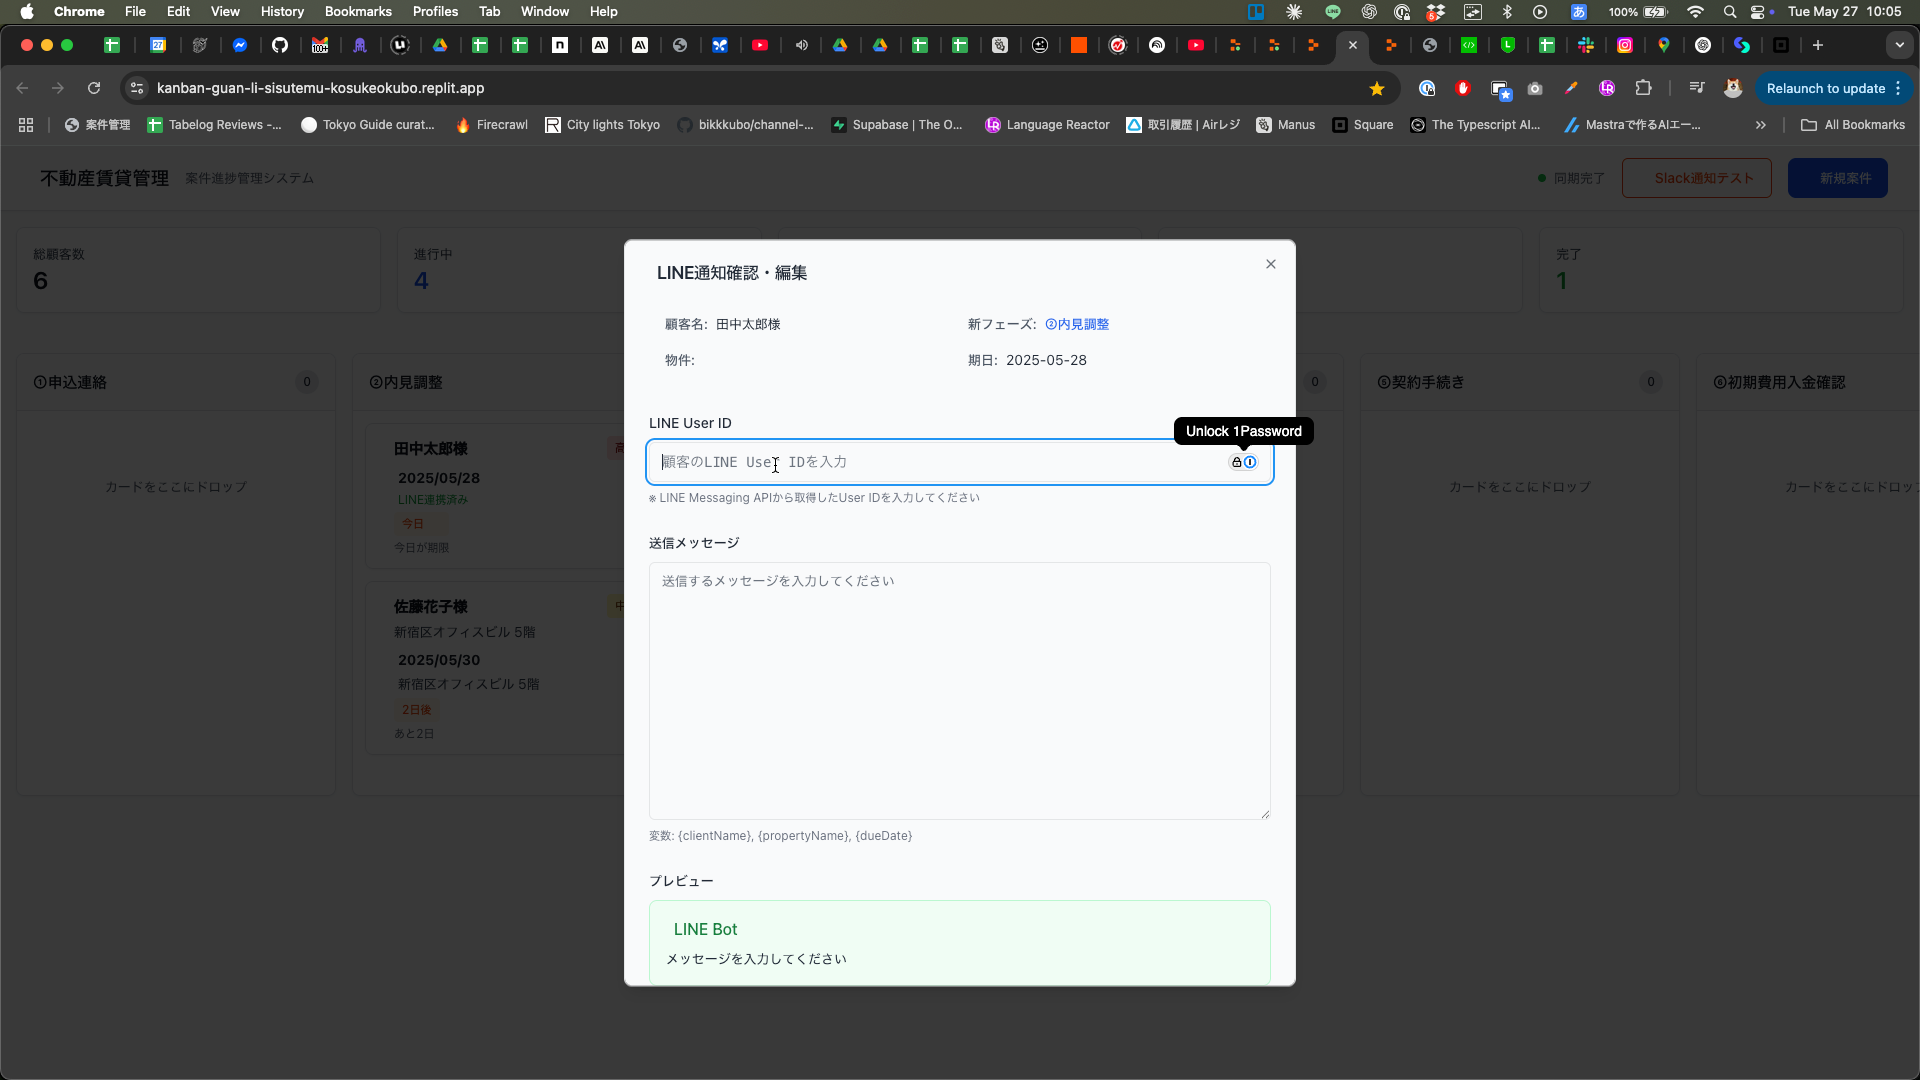 Chrome File Edit View History Bookmarks Profiles Tab Window Help
100% Tue May 27 10:05
kanban-guan-li-sisutemu-kosukeokubo.replit.app
Relaunch to update
案件管理 Tabelog Reviews -... Tokyo Guide curat... Firecrawl City lights Tokyo bikkkubo/channel-... Supabase | The O... Language Reactor 取引履歴 | Airレジ Manus Square The Typescript AI... Mastraで作るAIエー... All Bookmarks
不動産賃貸管理 案件進捗管理システム
同期完了 Slack通知テスト 新規案件
総顧客数
6
進行中
4
完了
1
①申込連絡 0
カードをここにドロップ
②内見調整
田中太郎様 高
2025/05/28
LINE連携済み
今日
今日が期限
佐藤花子様 中
新宿区オフィスビル 5階
2025/05/30
新宿区オフィスビル 5階
2日後
あと2日
LINE通知確認・編集
顧客名: 田中太郎様
新フェーズ: ②内見調整
物件:
期日: 2025-05-28
LINE User ID
Unlock 1Password
顧客のLINE User IDを入力
※ LINE Messaging APIから取得したUser IDを入力してください
送信メッセージ
送信するメッセージを入力してください
変数: {clientName}, {propertyName}, {dueDate}
プレビュー
LINE Bot
メッセージを入力してください
0
カードをここにドロップ
⑤契約手続き 0
⑥初期費用入金確認
カードをここにドロッ